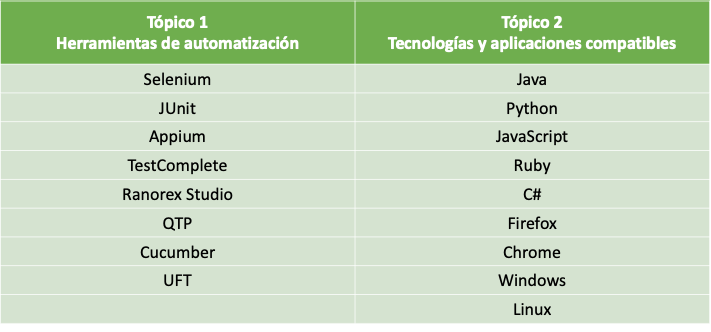 Tópico 1
Herramientas de automatización
Tópico 2
Tecnologías y aplicaciones compatibles
Selenium
Java
JUnit
Python
Appium
JavaScript
TestComplete
Ruby
Ranorex Studio
C#
QTP
Firefox
Cucumber
Chrome
UFT
Windows
Linux